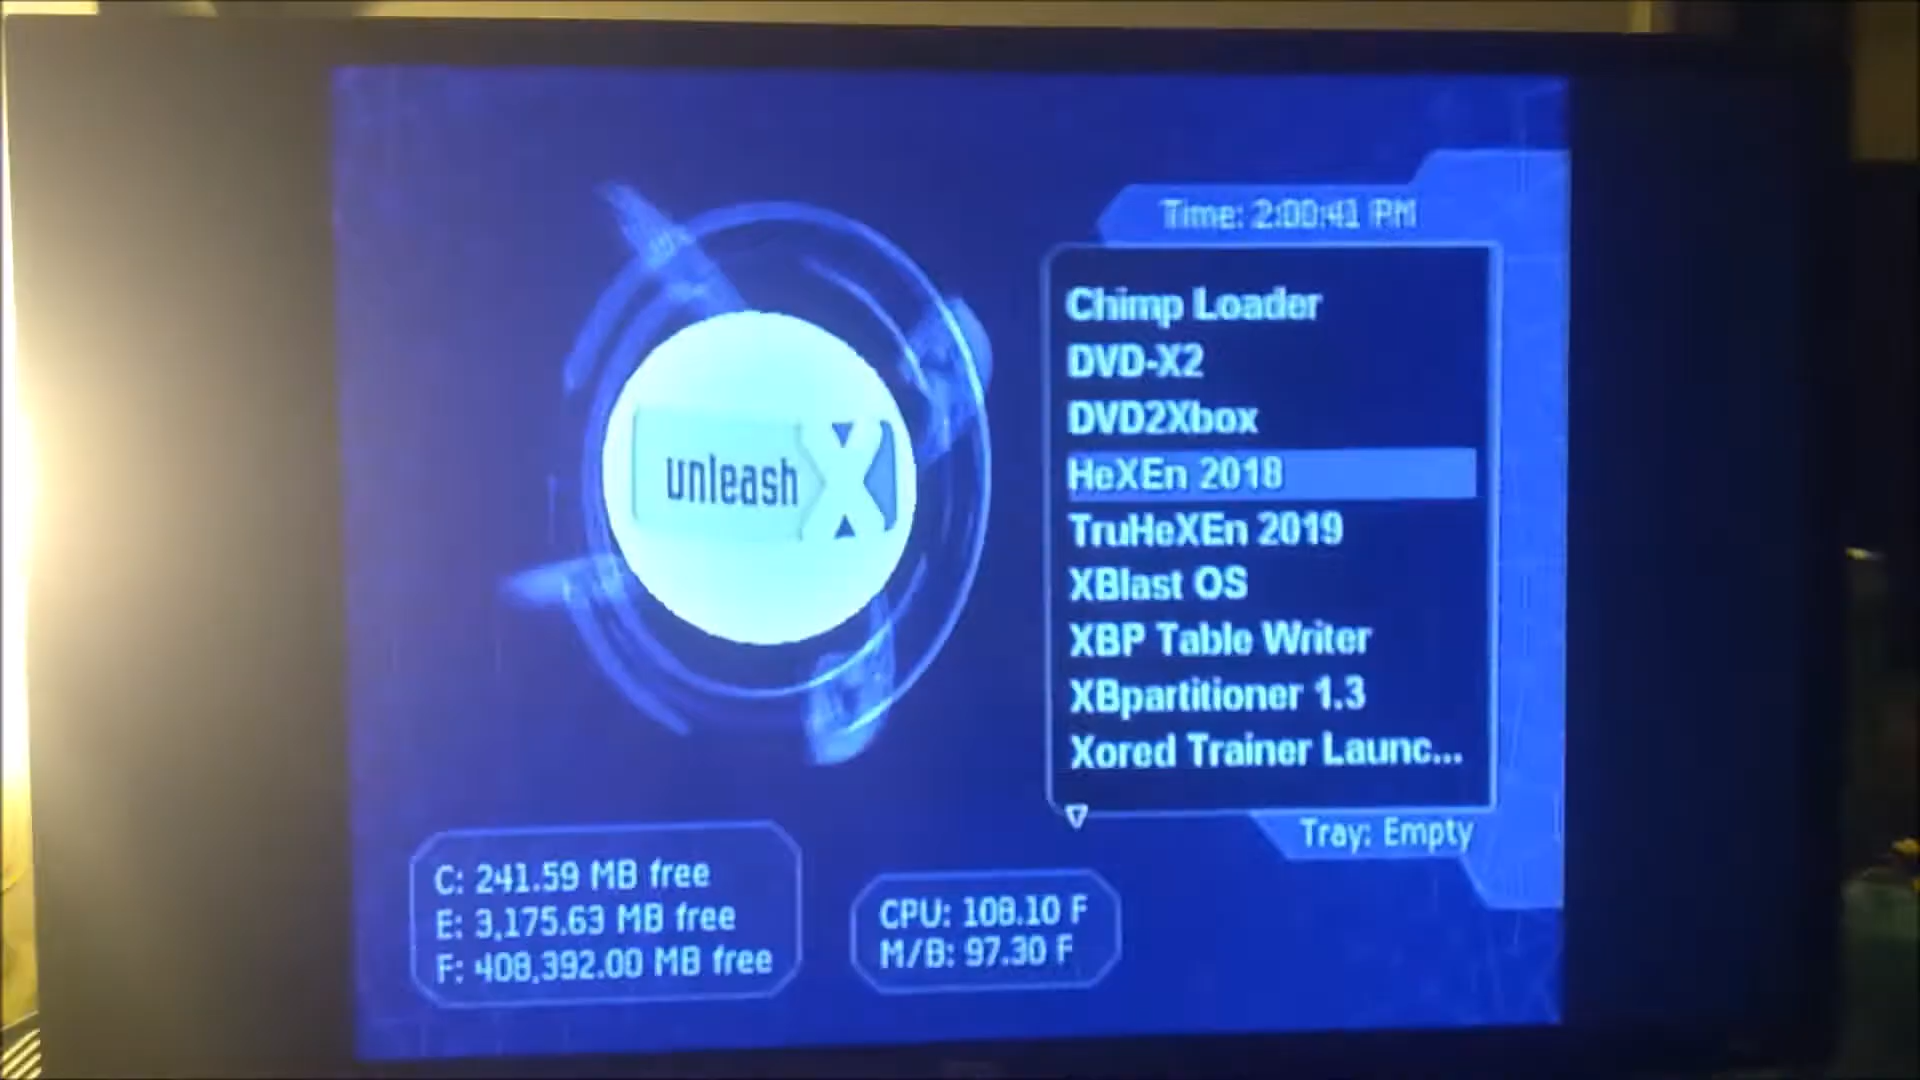 Time: 2:00:41 PM
unleash X
Chimp Loader
DVD-X2
DVD2Xbox
HeXEn 2018
TruHeXEn 2019
XBlast OS
XBP Table Writer
XBpartitioner 1.3
Xored Trainer Launc...
Tray: Empty
C: 241.59 MB free
E: 3,175.63 MB free
F: 408,392.00 MB free
CPU: 108.10 F
M/B: 97.30 F